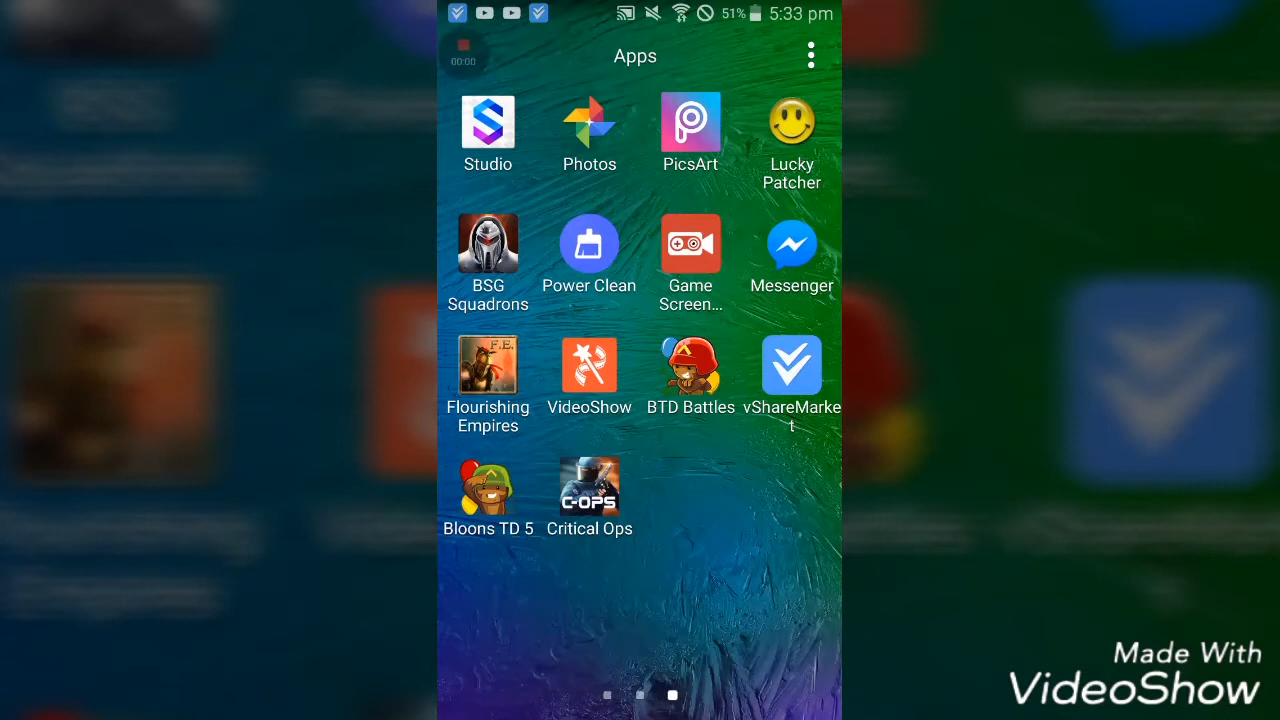 51% 5:33 pm
00:00
Apps
Studio
Photos
PicsArt
Lucky
Patcher
BSG
Squadrons
Power Clean
Game
Screen...
Messenger
F.E.
Flourishing
Empires
VideoShow
BTD Battles
vShareMarke
t
Bloons TD 5
C-OPS
Critical Ops
Made With
VideoShow